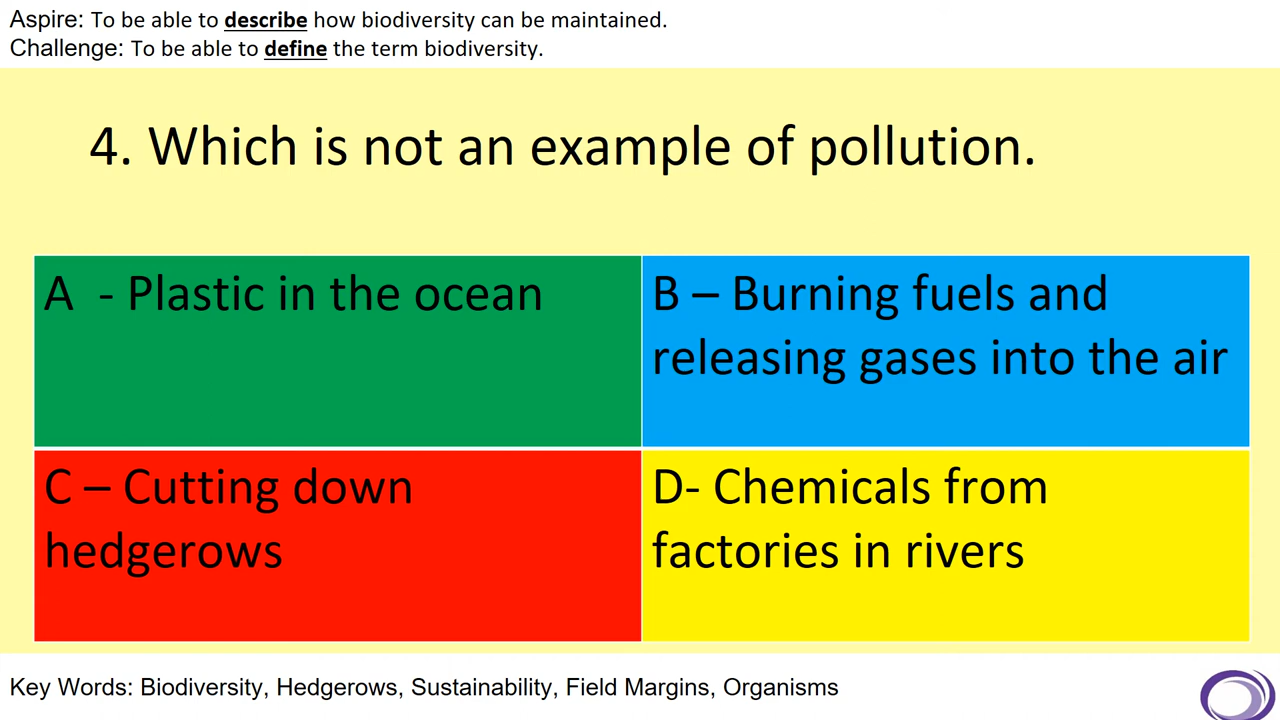 Aspire: To be able to describe how biodiversity can be maintained.
Challenge: To be able to define the term biodiversity.
4. Which is not an example of pollution.
A  - Plastic in the ocean
B – Burning fuels and
releasing gases into the air
C – Cutting down
hedgerows
D- Chemicals from
factories in rivers
Key Words: Biodiversity, Hedgerows, Sustainability, Field Margins, Organisms